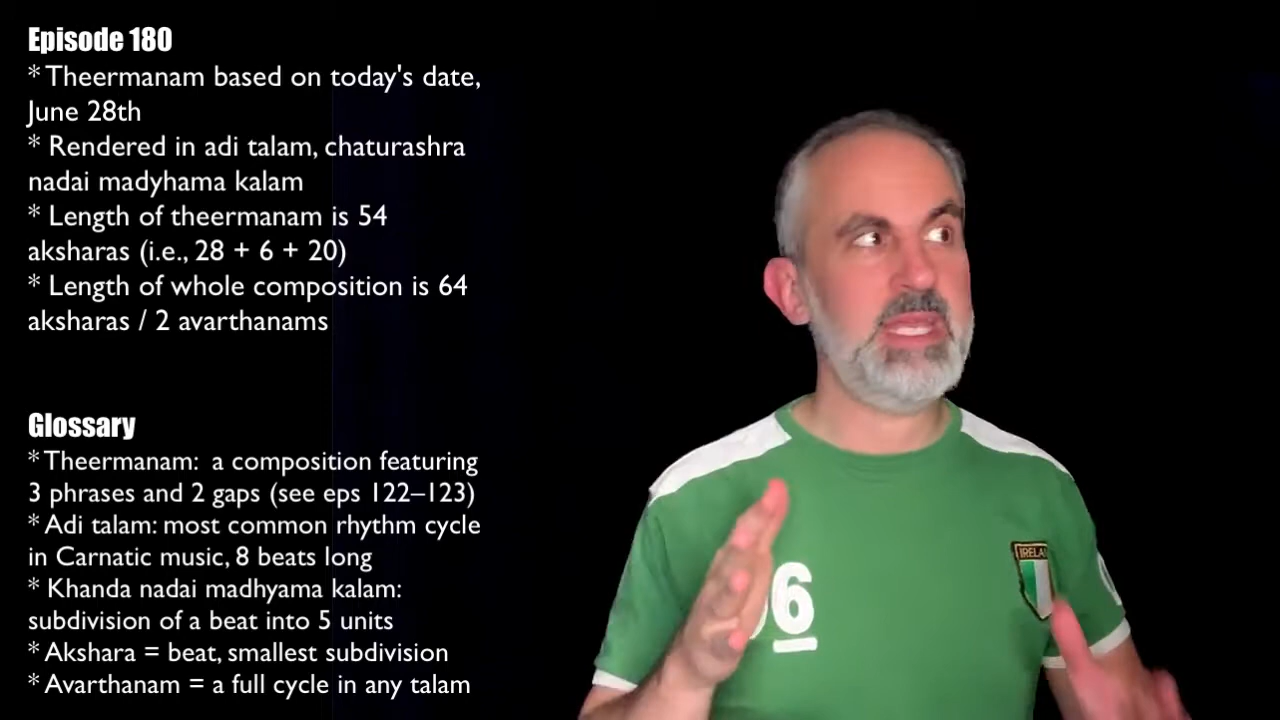 Episode 180
* Theermanam based on today's date,
June 28th
* Rendered in adi talam, chaturashra
nadai madyhama kalam
* Length of theermanam is 54
aksharas (i.e., 28 + 6 + 20)
* Length of whole composition is 64
aksharas / 2 avarthanams
Glossary
* Theermanam: a composition featuring
3 phrases and 2 gaps (see eps 122–123)
* Adi talam: most common rhythm cycle
in Carnatic music, 8 beats long
* Khanda nadai madhyama kalam:
subdivision of a beat into 5 units
* Akshara = beat, smallest subdivision
* Avarthanam = a full cycle in any talam
6